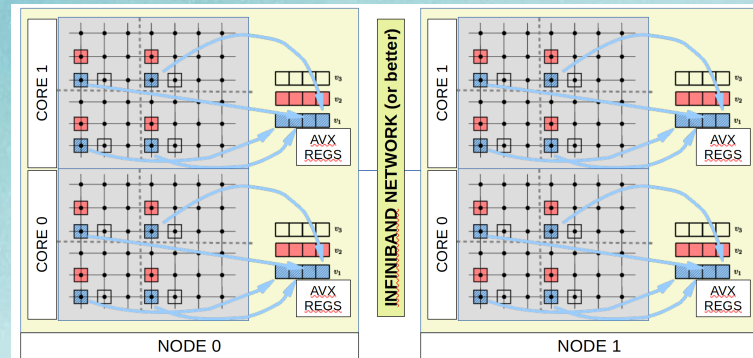 CORE 1
v3
v2
v1
AVX
REGS
CORE 0
v3
v2
v1
AVX
REGS
NODE 0
INFINIBAND NETWORK (or better)
CORE 1
v3
v2
v1
AVX
REGS
CORE 0
v3
v2
v1
AVX
REGS
NODE 1